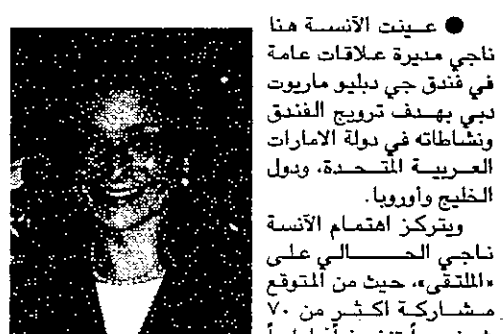 ● عينت الآنسة هنا
ناجي مديرة علاقات عامة
في فندق جي دبليو ماريوت
دبي بهدف ترويج الفندق
ونشاطاته في دولة الامارات
العربية المتحدة، ودول
الخليج وأوروبا.
ويتركز اهتمام الآنسة
ناجي الحالي على
«الملتقى»، حيث من المتوقع
مشاركة اكثر من ٧٠